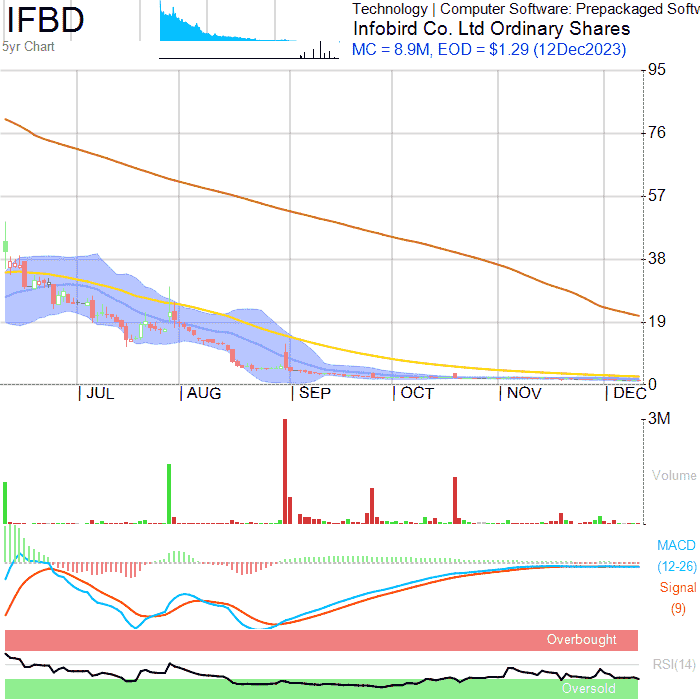 IFBD
5yr Chart
Technology | Computer Software: Prepackaged Softw
Infobird Co. Ltd Ordinary Shares
MC = 8.9M, EOD = $1.29 (12Dec2023)
95
76
57
38
19
0
JUL
AUG
SEP
OCT
NOV
DEC
3M
Volume
MACD
(12-26)
Signal
(9)
Overbought
RSI(14)
Oversold